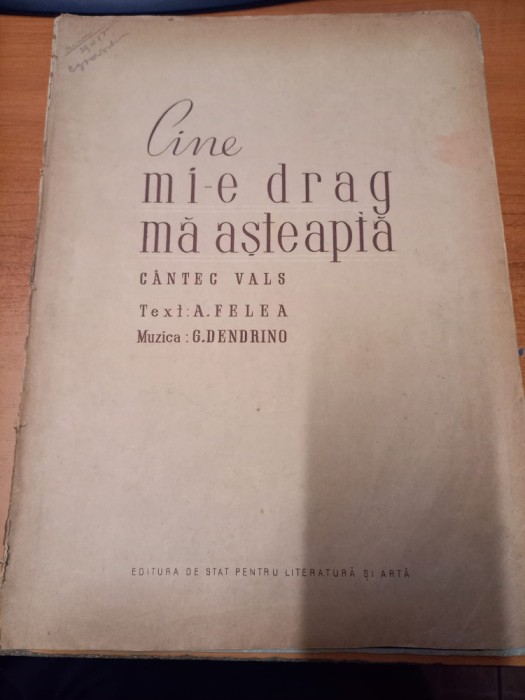 Cine
mi-e drag
mă așteaptă
CÂNTEC VALS
Text: A. FELEA
Muzica: G. DENDRINO
EDITURA DE STAT PENTRU LITERATURĂ ȘI ARTĂ